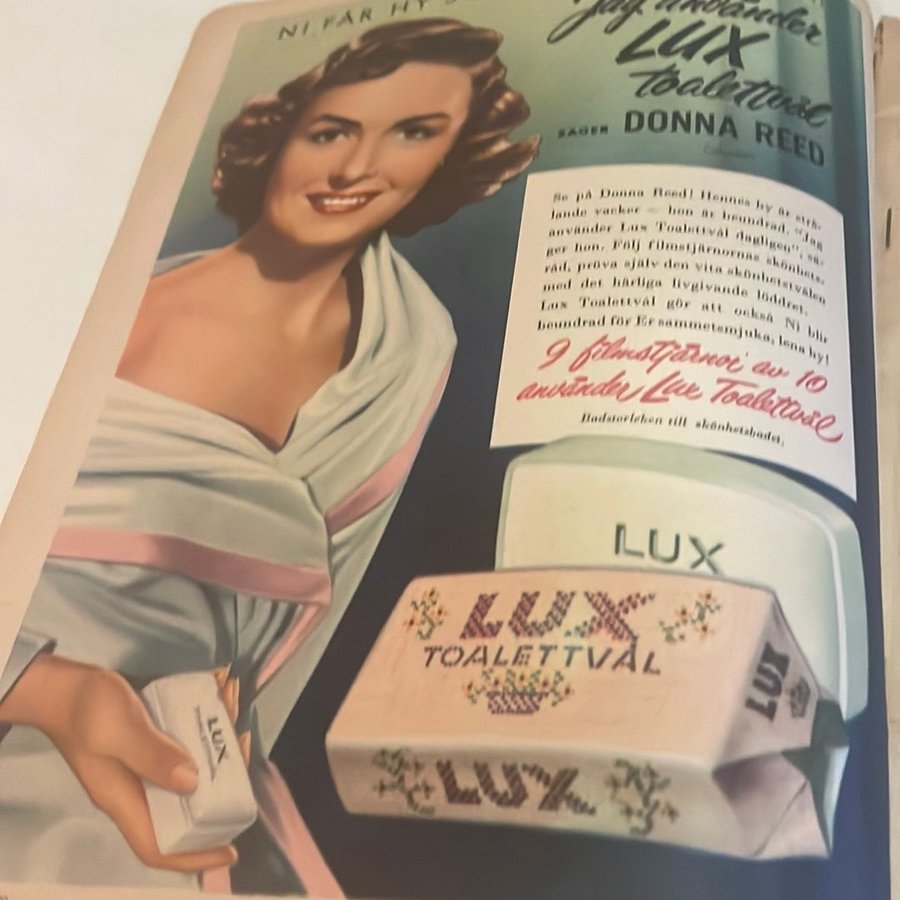 NI FÅR HY
Jag använder
LUX
toalettvål
SÄGER DONNA REED
Columbia
Se på Donna Reed! Hennes hy är strå-
lande vacker — hon är beundrad. "Jag
använder Lux Toalettvål dagligen", sä-
ger hon. Följ filmstjärnornas skönhets-
råd, pröva själv den vita skönhetstvålen
med det härliga livgivande löddret.
Lux Toalettvål gör att också Ni blir
beundrad för Er sammetsmjuka, lena hy!
9 filmstjärnor av 10
använder Lux Toalettvål
Badstorleken till skönhetsbadet.
LUX
LUX
TOALETTVÅL
LUX
LUX
LUX